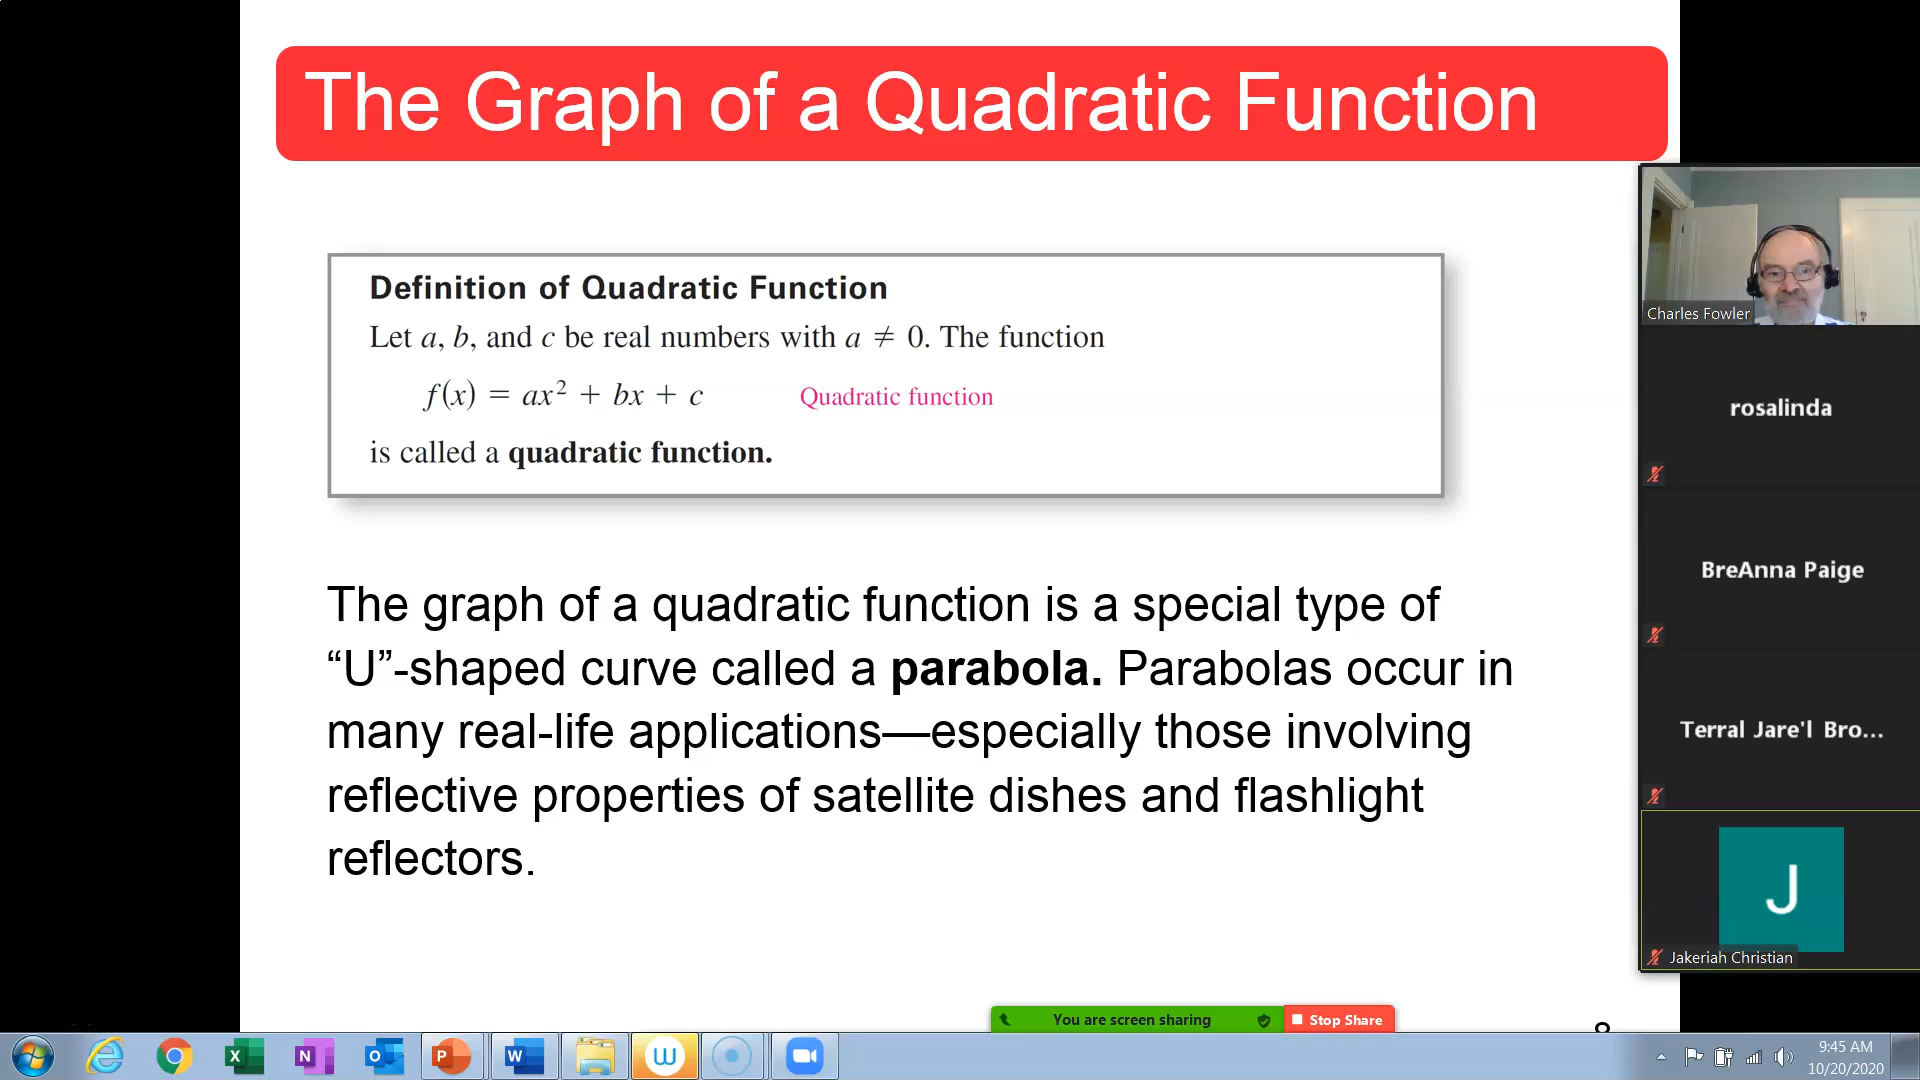 The Graph of a Quadratic Function
Definition of Quadratic Function
Let a, b, and c be real numbers with a ≠ 0. The function
f(x) = ax² + bx + c Quadratic function
is called a quadratic function.
The graph of a quadratic function is a special type of
“U”-shaped curve called a parabola. Parabolas occur in
many real-life applications—especially those involving
reflective properties of satellite dishes and flashlight
reflectors.
Charles Fowler
rosalinda
BreAnna Paige
Terral Jare'l Bro...
J
Jakeriah Christian
You are screen sharing
Stop Share
9:45 AM
10/20/2020